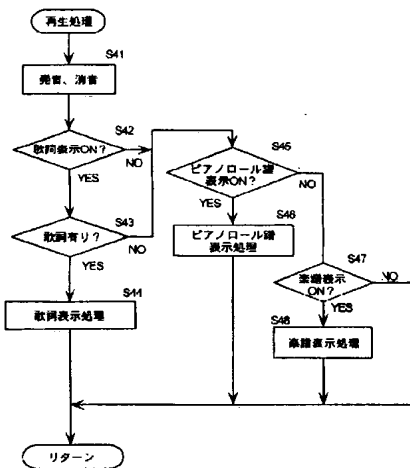 再生処理
S41
発音、消音
S42
歌詞表示ON?
NO
YES
S43
歌詞有り?
NO
YES
S44
歌詞表示処理
リターン
S45
ピアノロール譜
表示ON?
NO
YES
S46
ピアノロール譜
表示処理
S47
楽譜表示
ON?
NO
YES
S48
楽譜表示処理